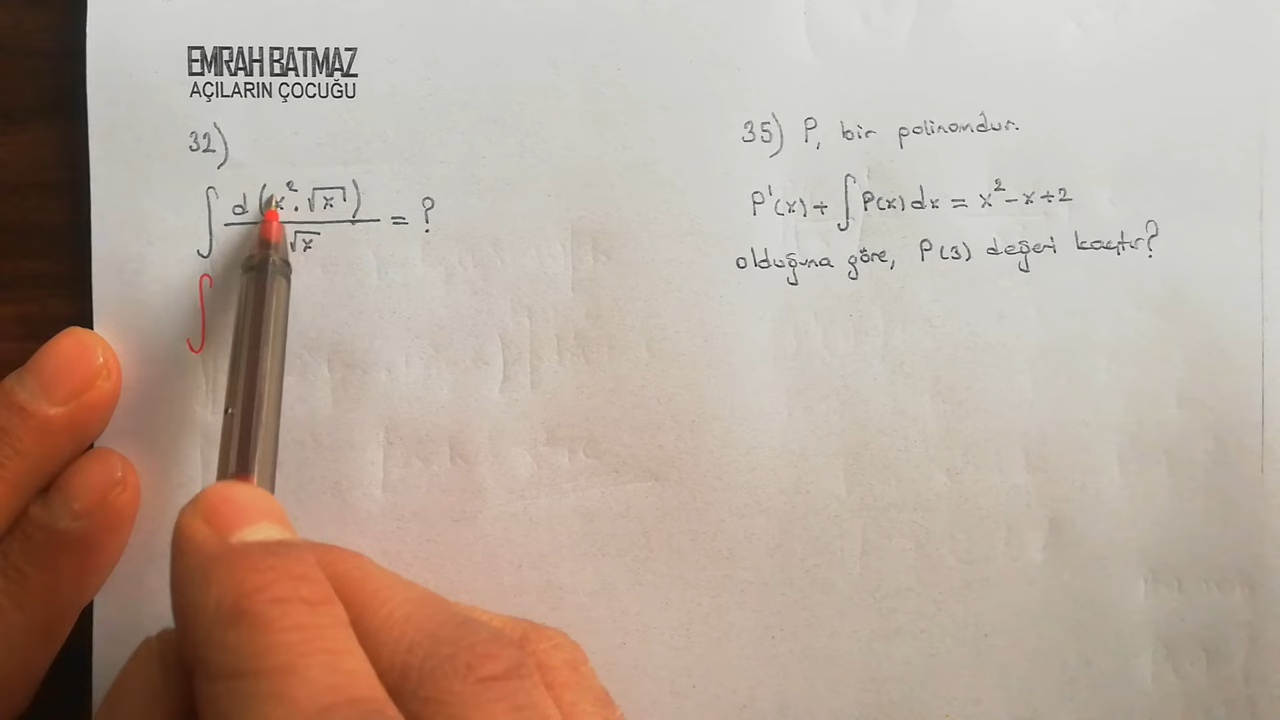 EMRAH BATMAZ
AÇILARIN ÇOCUĞU
32)
∫ d(x².√x) / √x = ?
∫
35) P, bir polinomdur.
P'(x) + ∫ P(x) dx = x² - x + 2
olduğuna göre, P(3) değeri kaçtır?